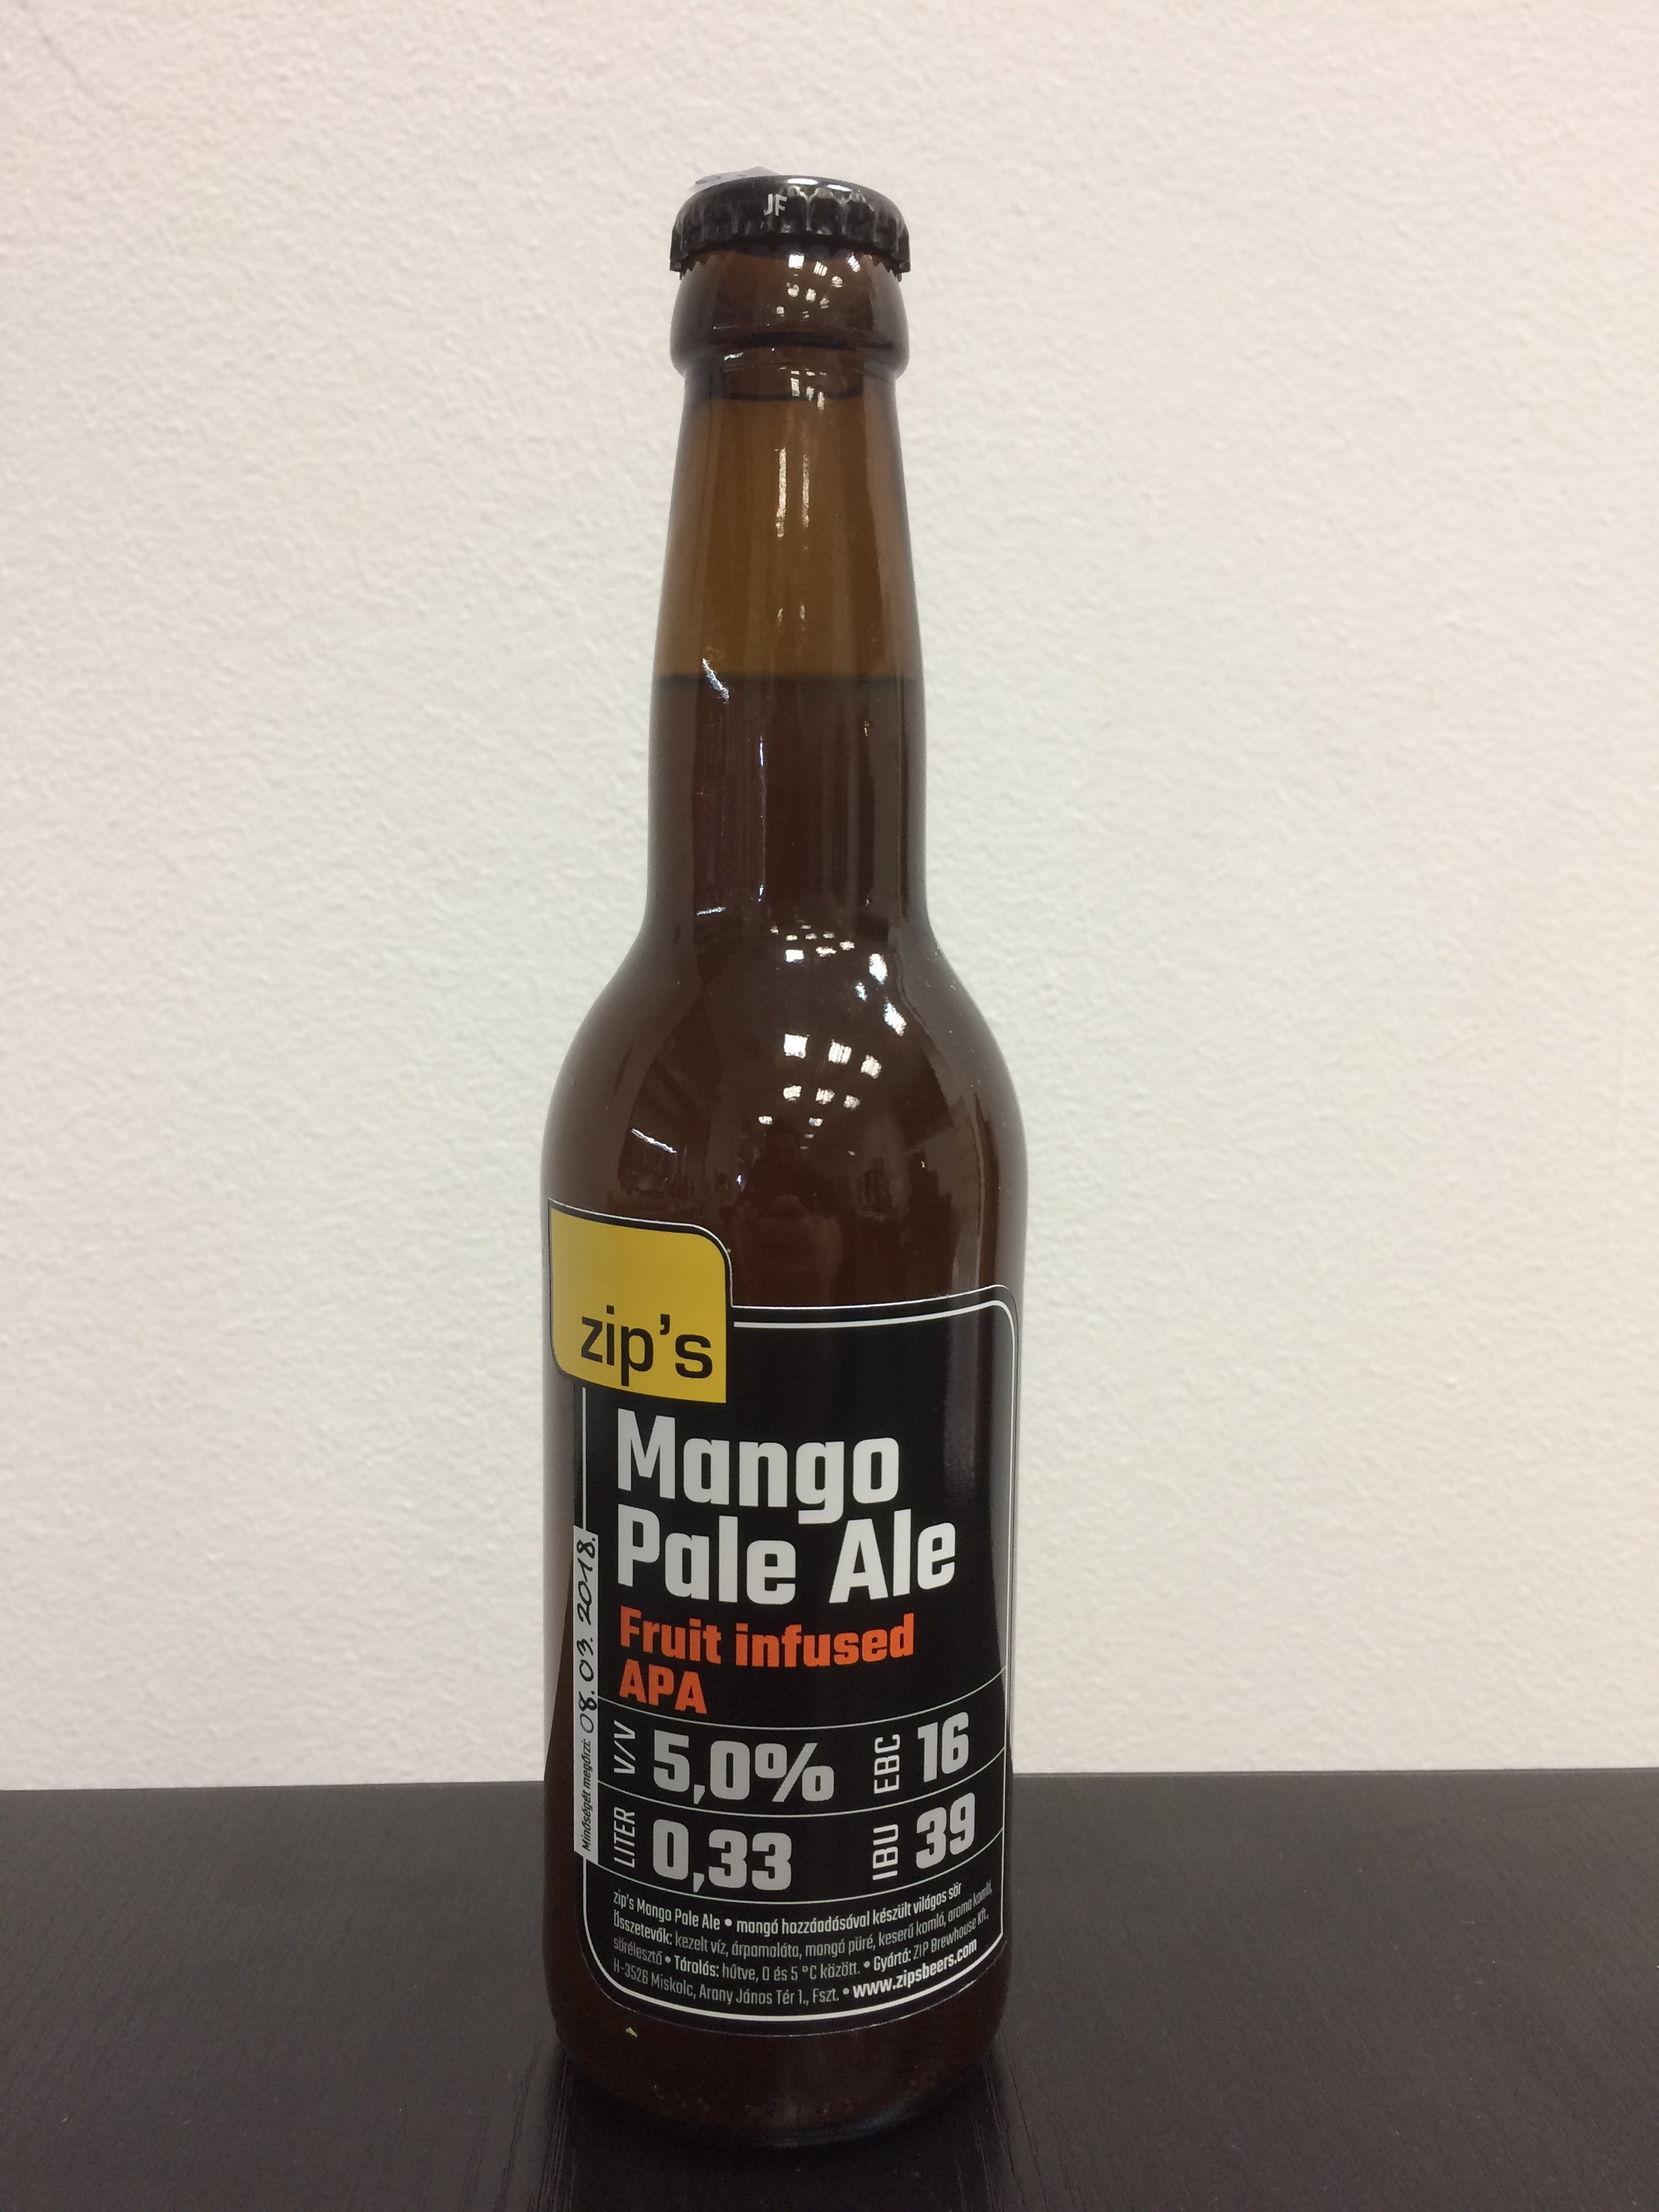 JF
zip's
Mango
Pale Ale
Fruit infused
APA
V/V 5,0% EBC 16
LITER 0,33 IBU 39
Minőségét megőrzi: 08. 03. 2018.
zip's Mango Pale Ale • mangó hozzáadásával készült világos sör
Összetevők: kezelt víz, árpamaláta, mangó püré, keserű komló, aroma komló,
sörélesztő • Tárolás: hűtve, 0 és 5 °C között. • Gyártó: ZIP Brewhouse Kft.,
H-3526 Miskolc, Arany János Tér 1., Fszt. • www.zipsbeers.com